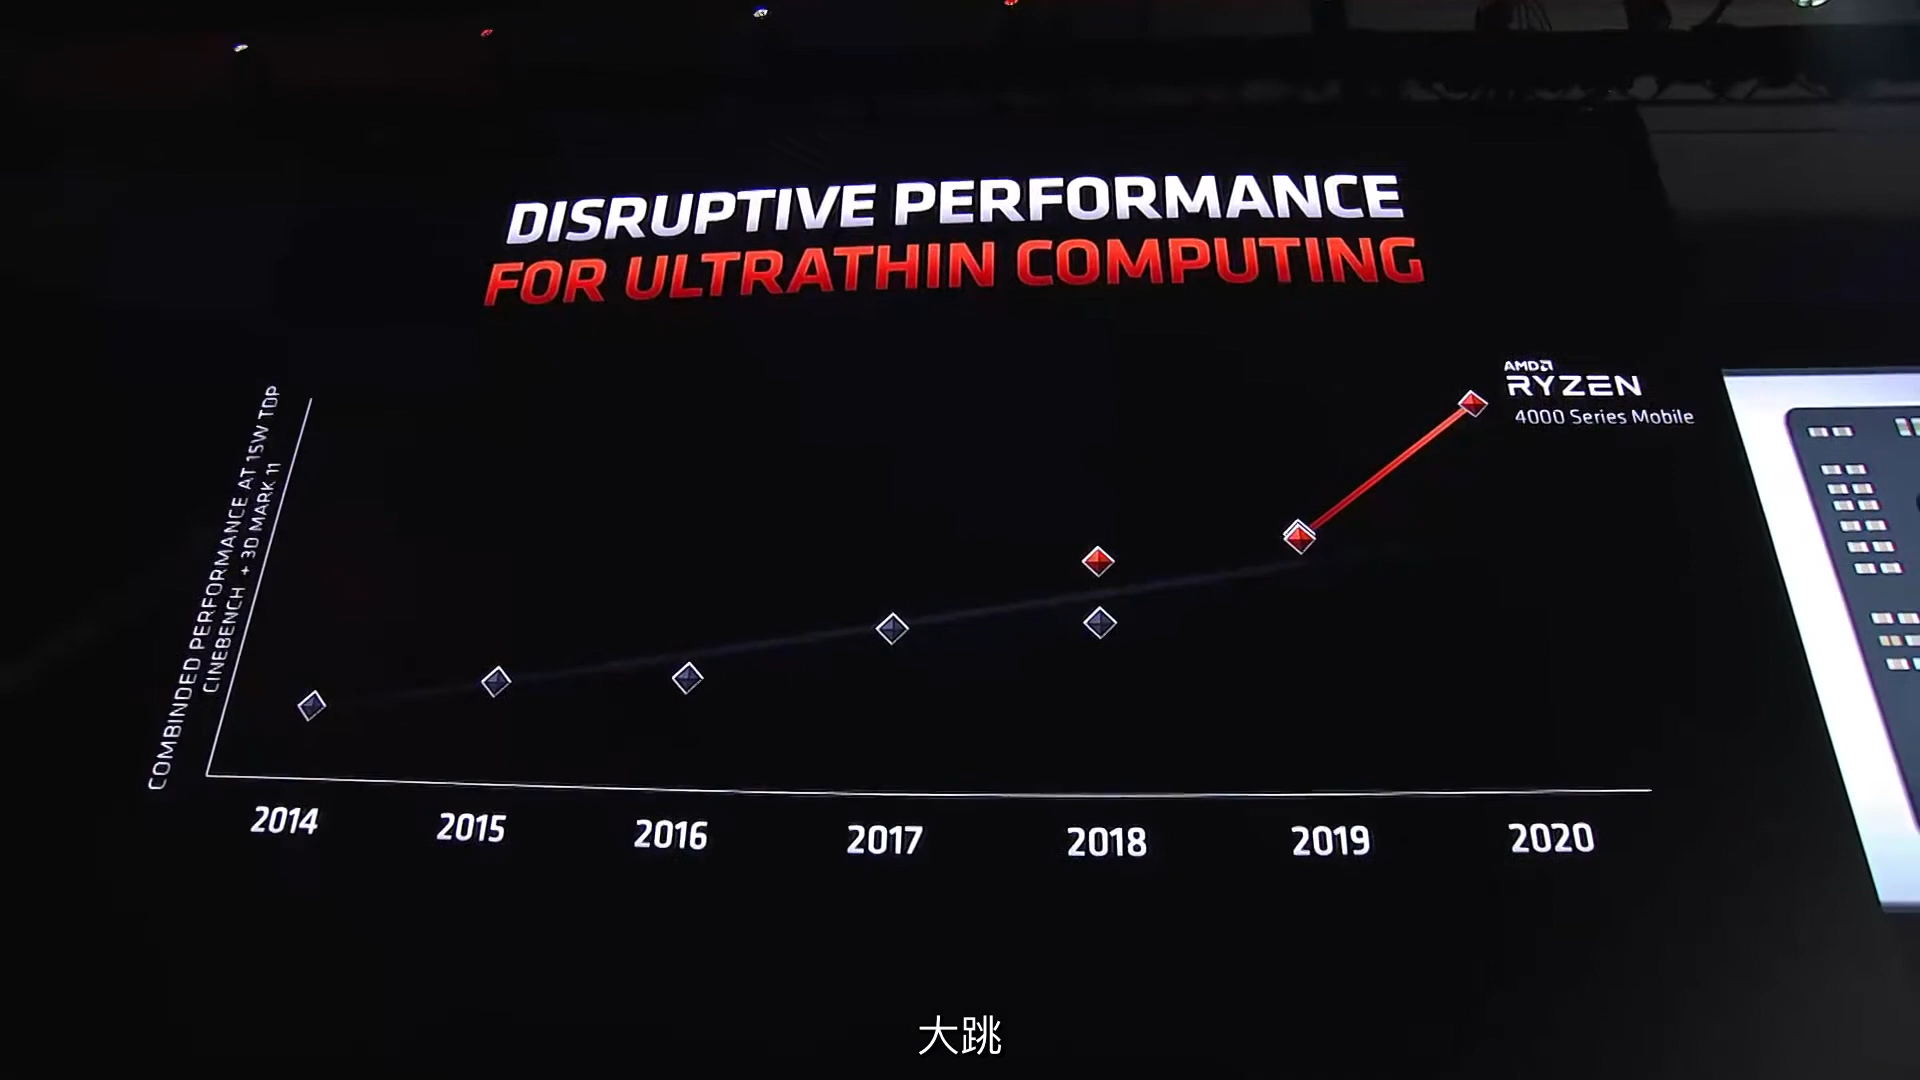 DISRUPTIVE PERFORMANCE
FOR ULTRATHIN COMPUTING
AMD
RYZEN
4000 Series Mobile
COMBINDED PERFORMANCE AT 15W TDP
CINEBENCH + 3D MARK 11
2014 2015 2016 2017 2018 2019 2020
大跳